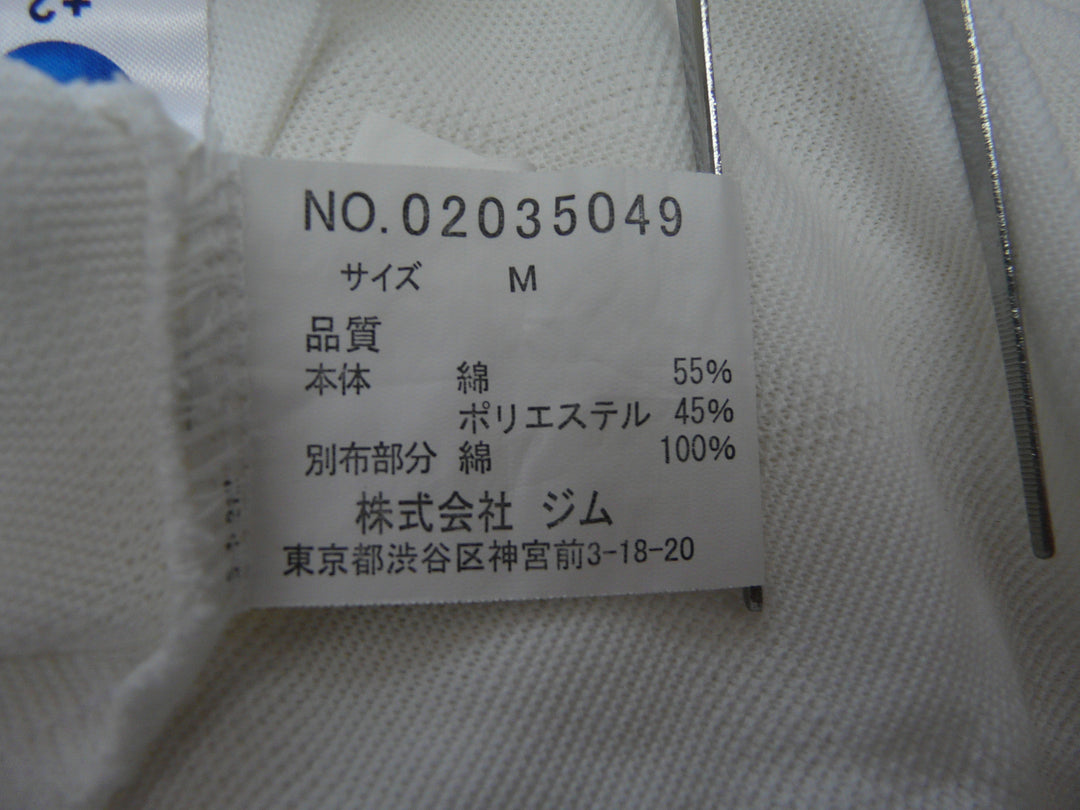 NO.02035049
サイズ M
品質
本体 綿 55%
ポリエステル 45%
別布部分 綿 100%
株式会社 ジム
東京都渋谷区神宮前3-18-20